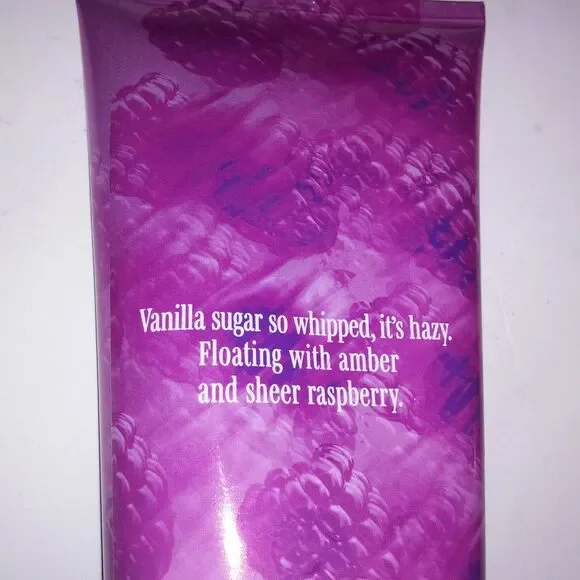 Vanilla sugar so whipped, it's hazy.
Floating with amber
and sheer raspberry.